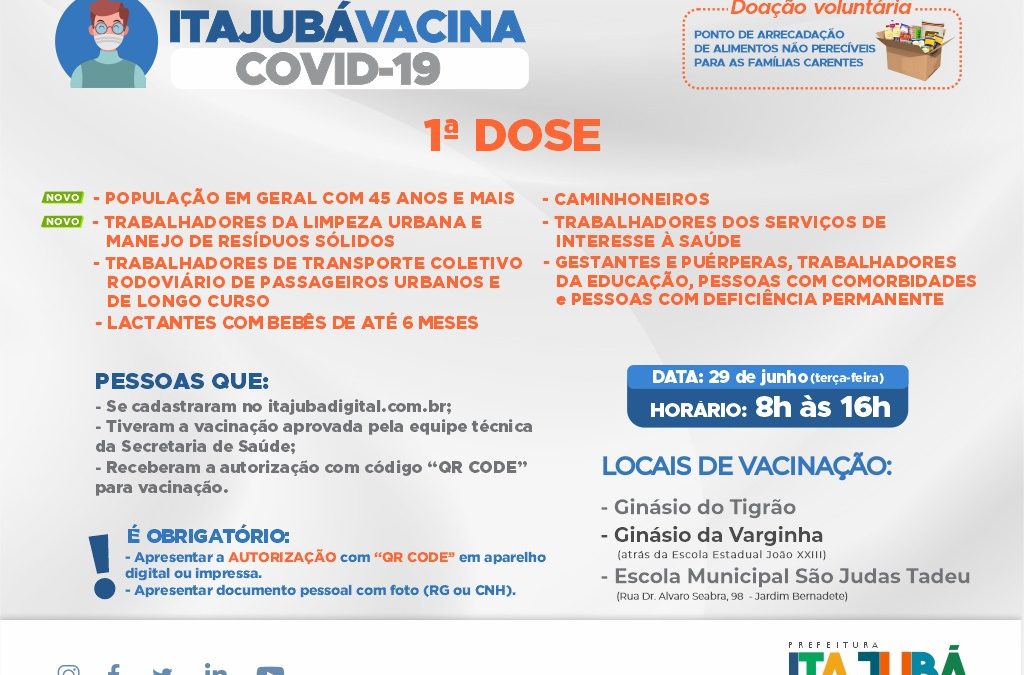 ITAJUBÁVACINA
COVID-19
Doação voluntária
PONTO DE ARRECADAÇÃO
DE ALIMENTOS NÃO PERECÍVEIS
PARA AS FAMÍLIAS CARENTES
1ª DOSE
NOVO - POPULAÇÃO EM GERAL COM 45 ANOS E MAIS
NOVO - TRABALHADORES DA LIMPEZA URBANA E
MANEJO DE RESÍDUOS SÓLIDOS
- TRABALHADORES DE TRANSPORTE COLETIVO
RODOVIÁRIO DE PASSAGEIROS URBANOS E
DE LONGO CURSO
- LACTANTES COM BEBÊS DE ATÉ 6 MESES
- CAMINHONEIROS
- TRABALHADORES DOS SERVIÇOS DE
INTERESSE À SAÚDE
- GESTANTES E PUÉRPERAS, TRABALHADORES
DA EDUCAÇÃO, PESSOAS COM COMORBIDADES
e PESSOAS COM DEFICIÊNCIA PERMANENTE
PESSOAS QUE:
- Se cadastraram no itajubadigital.com.br;
- Tiveram a vacinação aprovada pela equipe técnica
da Secretaria de Saúde;
- Receberam a autorização com código “QR CODE”
para vacinação.
! É OBRIGATÓRIO:
- Apresentar a AUTORIZAÇÃO com “QR CODE” em aparelho
digital ou impressa.
- Apresentar documento pessoal com foto (RG ou CNH).
DATA: 29 de junho (terça-feira)
HORÁRIO: 8h às 16h
LOCAIS DE VACINAÇÃO:
- Ginásio do Tigrão
- Ginásio da Varginha
(atrás da Escola Estadual João XXIII)
- Escola Municipal São Judas Tadeu
(Rua Dr. Alvaro Seabra, 98 - Jardim Bernadete)
PREFEITURA
ITAJUBÁ